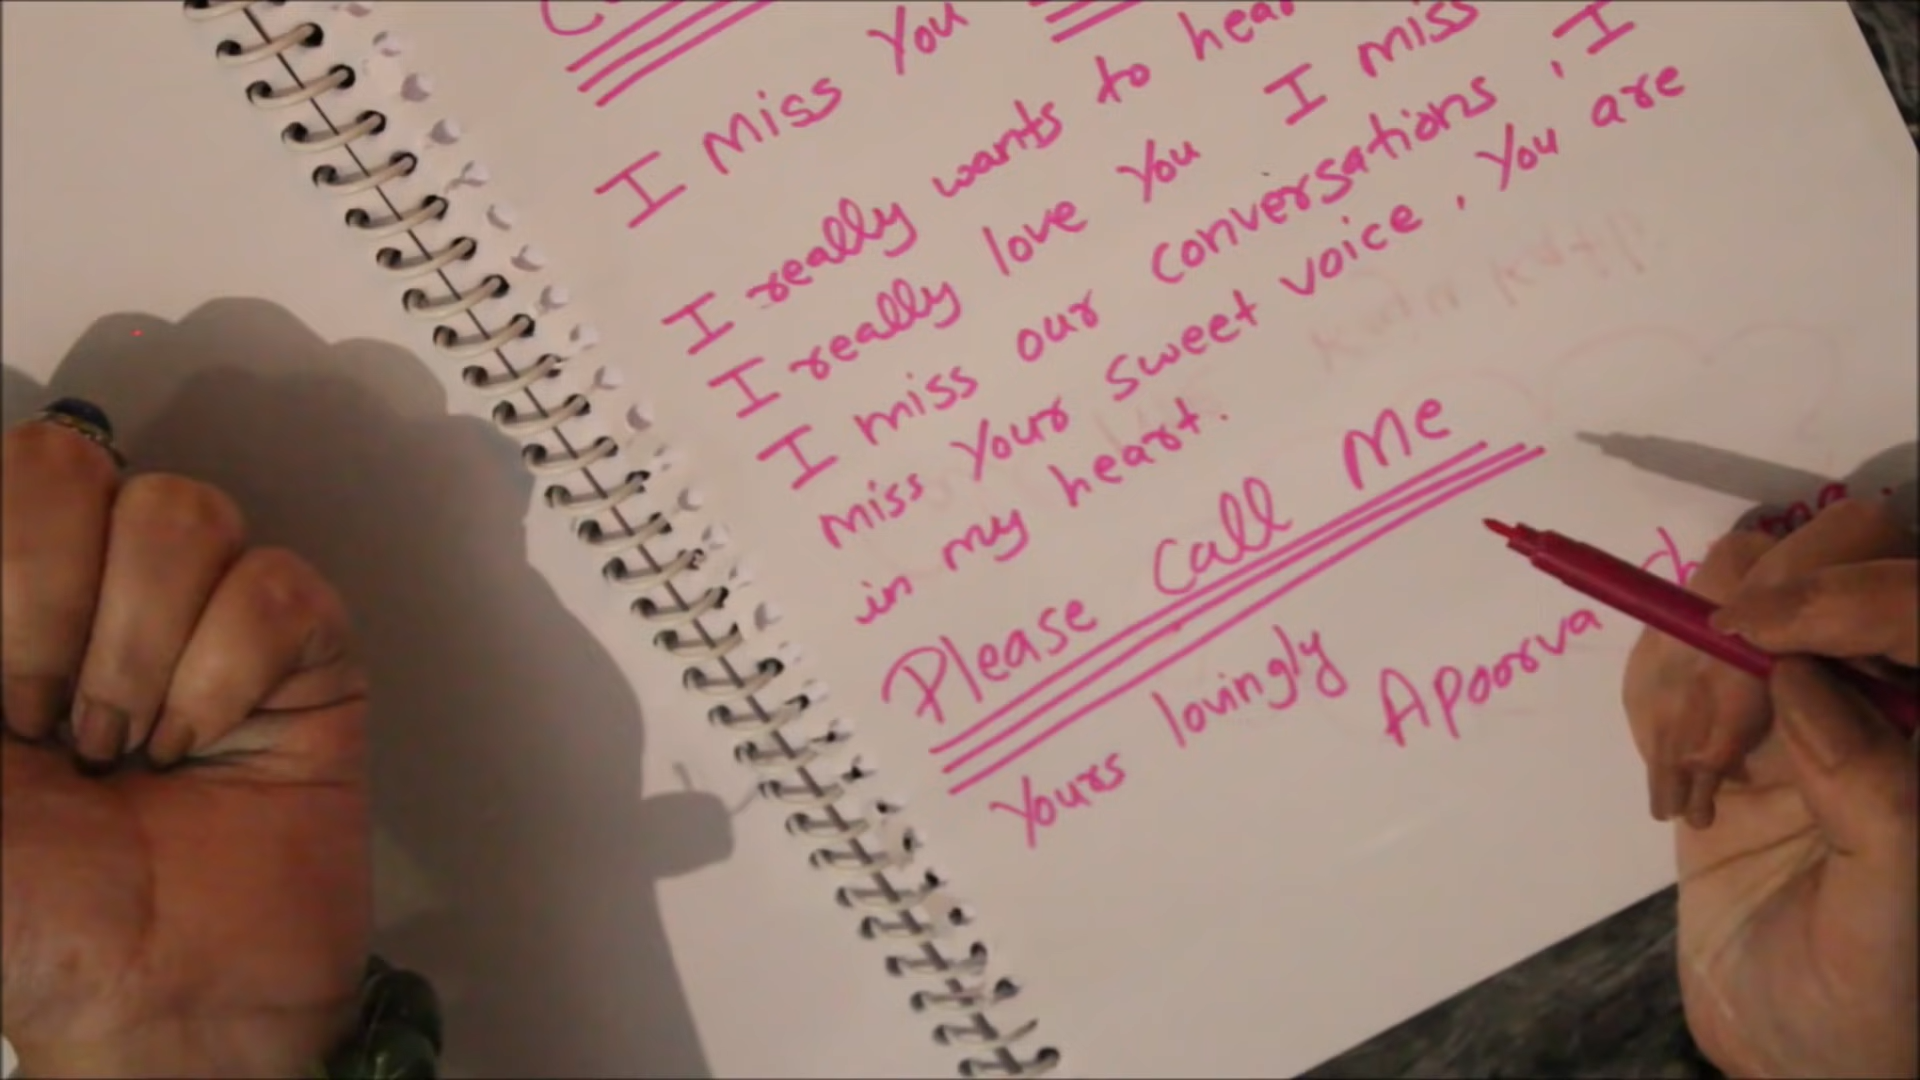 I Miss You
I really wants to hear
I really love You I miss
I miss our conversations, I
miss Your sweet voice. You are
in my heart.
Please Call Me
Yours lovingly
Apoorva